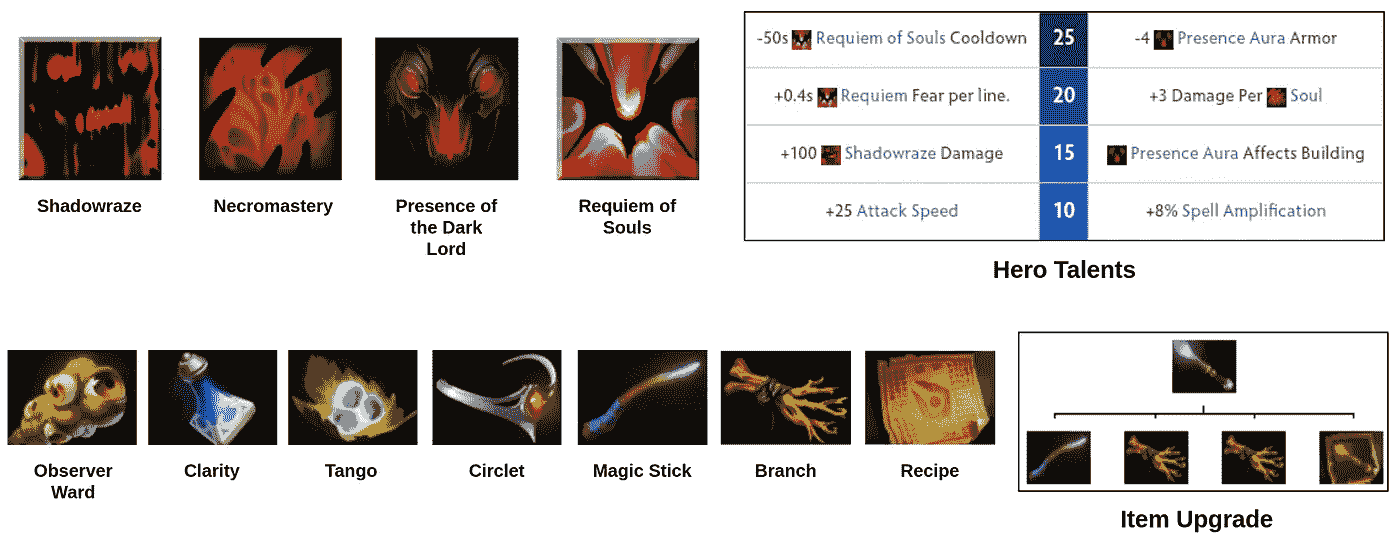 -50s Requiem of Souls Cooldown 25 -4 Presence Aura Armor
+0.4s Requiem Fear per line. 20 +3 Damage Per Soul
+100 Shadowraze Damage 15 Presence Aura Affects Building
+25 Attack Speed 10 +8% Spell Amplification
Shadowraze
Necromastery
Presence of
the Dark
Lord
Requiem of
Souls
Hero Talents
Observer
Ward
Clarity
Tango
Circlet
Magic Stick
Branch
Recipe
Item Upgrade